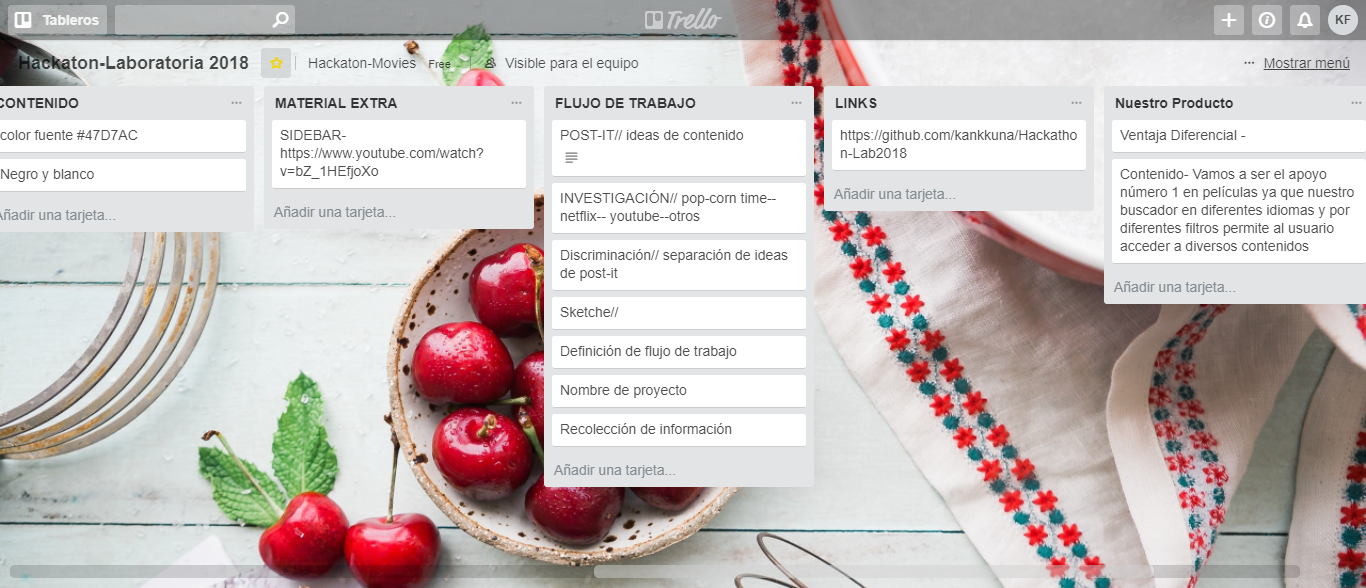 Tableros
Trello
KF
Hackaton-Laboratoria 2018
Hackaton-Movies
Free
Visible para el equipo
Mostrar menú
CONTENIDO
color fuente #47D7AC
Negro y blanco
Añadir una tarjeta...
MATERIAL EXTRA
SIDEBAR-
https://www.youtube.com/watch?
v=bZ_1HEfjoXo
Añadir una tarjeta...
FLUJO DE TRABAJO
POST-IT// ideas de contenido
INVESTIGACIÓN// pop-corn time--
netflix-- youtube--otros
Discriminación// separación de ideas
de post-it
Sketche//
Definición de flujo de trabajo
Nombre de proyecto
Recolección de información
Añadir una tarjeta...
LINKS
https://github.com/kankkuna/Hackatho
n-Lab2018
Añadir una tarjeta...
Nuestro Producto
Ventaja Diferencial -
Contenido- Vamos a ser el apoyo
número 1 en películas ya que nuestro
buscador en diferentes idiomas y por
diferentes filtros permite al usuario
acceder a diversos contenidos
Añadir una tarjeta...